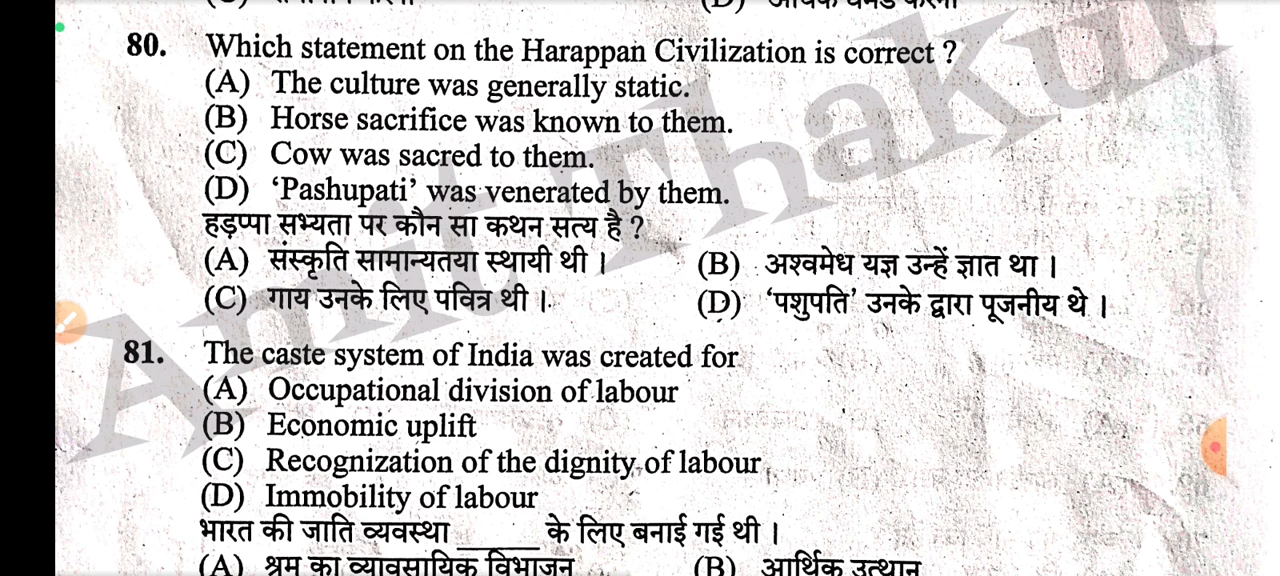 80. Which statement on the Harappan Civilization is correct ?
(A) The culture was generally static.
(B) Horse sacrifice was known to them.
(C) Cow was sacred to them.
(D) ‘Pashupati’ was venerated by them.
हड़प्पा सभ्यता पर कौन सा कथन सत्य है ?
(A) संस्कृति सामान्यतया स्थायी थी । (B) अश्वमेध यज्ञ उन्हें ज्ञात था ।
(C) गाय उनके लिए पवित्र थी । (D) ‘पशुपति’ उनके द्वारा पूजनीय थे ।
81. The caste system of India was created for
(A) Occupational division of labour
(B) Economic uplift
(C) Recognization of the dignity of labour
(D) Immobility of labour
भारत की जाति व्यवस्था ______ के लिए बनाई गई थी ।
(A) श्रम का व्यावसायिक विभाजन (B) आर्थिक उत्थान
Amit Thakur